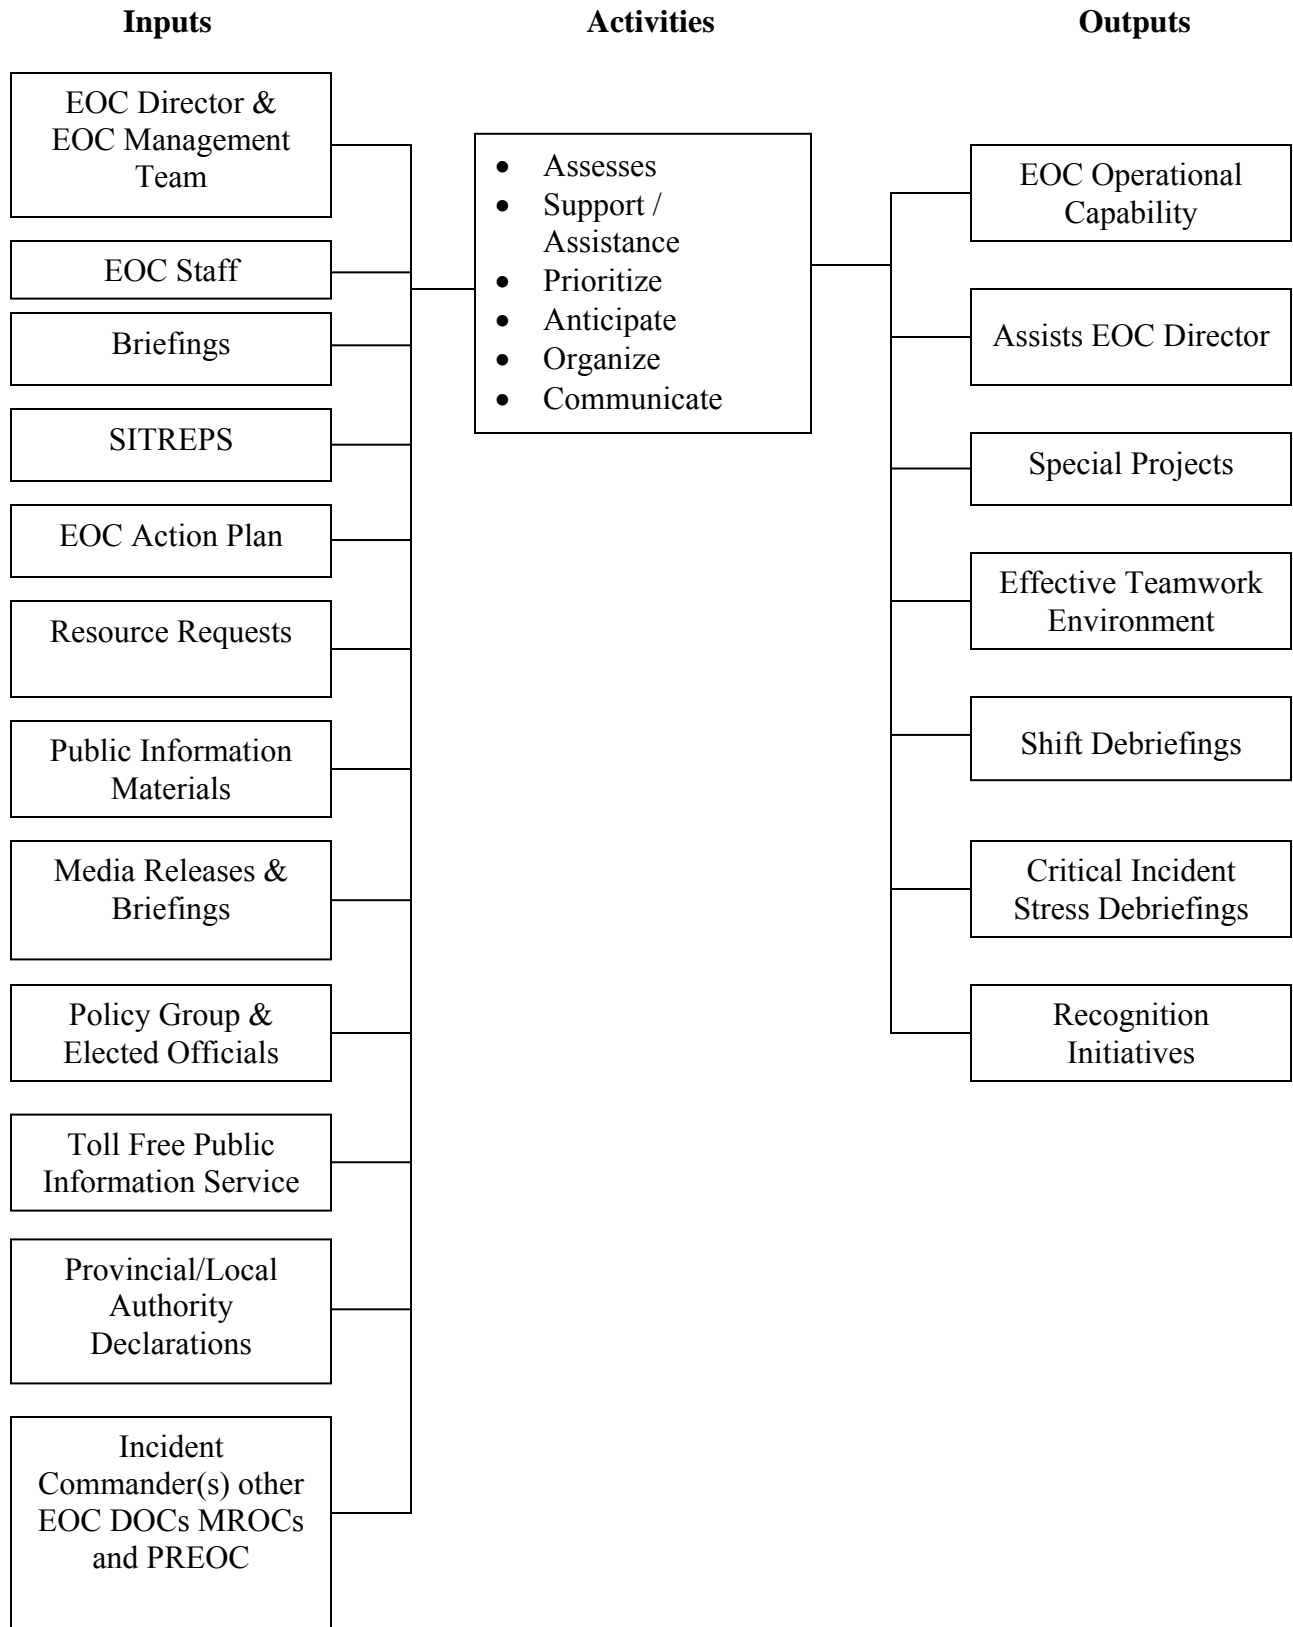 Inputs
Activities
Outputs
EOC Director &
EOC Management
Team
EOC Staff
Briefings
SITREPS
EOC Action Plan
Resource Requests
Public Information
Materials
Media Releases &
Briefings
Policy Group &
Elected Officials
Toll Free Public
Information Service
Provincial/Local
Authority
Declarations
Incident
Commander(s) other
EOC DOCs MROCs
and PREOC
• Assesses
• Support /
Assistance
• Prioritize
• Anticipate
• Organize
• Communicate
EOC Operational
Capability
Assists EOC Director
Special Projects
Effective Teamwork
Environment
Shift Debriefings
Critical Incident
Stress Debriefings
Recognition
Initiatives